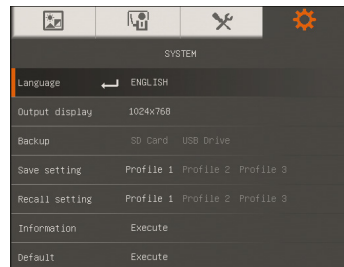 SYSTEM
Language ENGLISH
Output display 1024x768
Backup SD Card USB Drive
Save setting Profile 1 Profile 2 Profile 3
Recall setting Profile 1 Profile 2 Profile 3
Information Execute
Default Execute